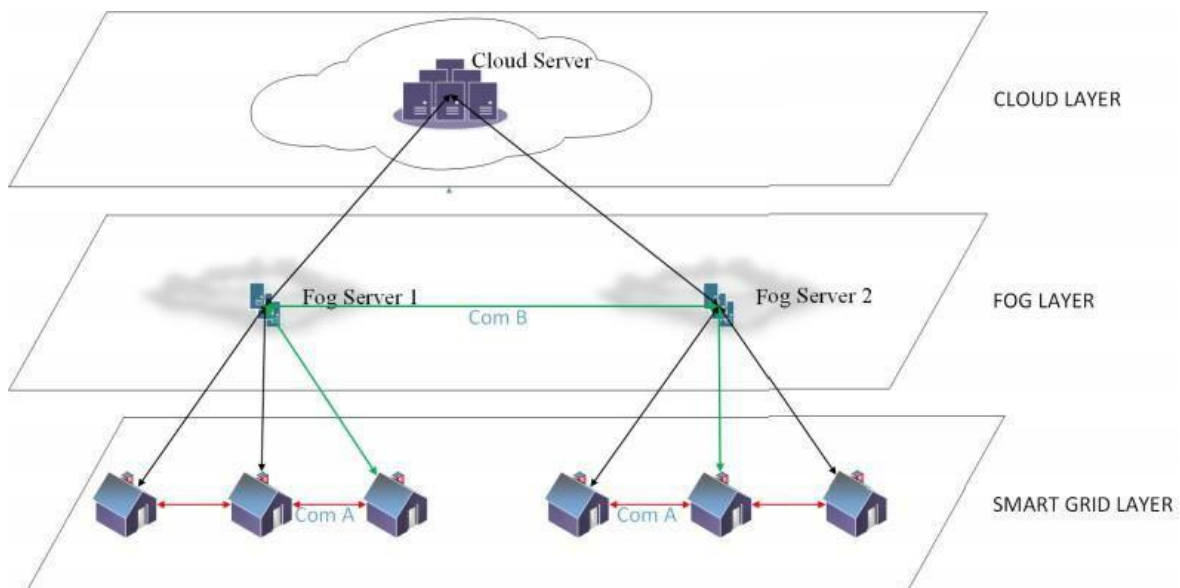 Cloud Server
CLOUD LAYER
Fog Server 1
Fog Server 2
FOG LAYER
Com B
Com A
Com A
SMART GRID LAYER